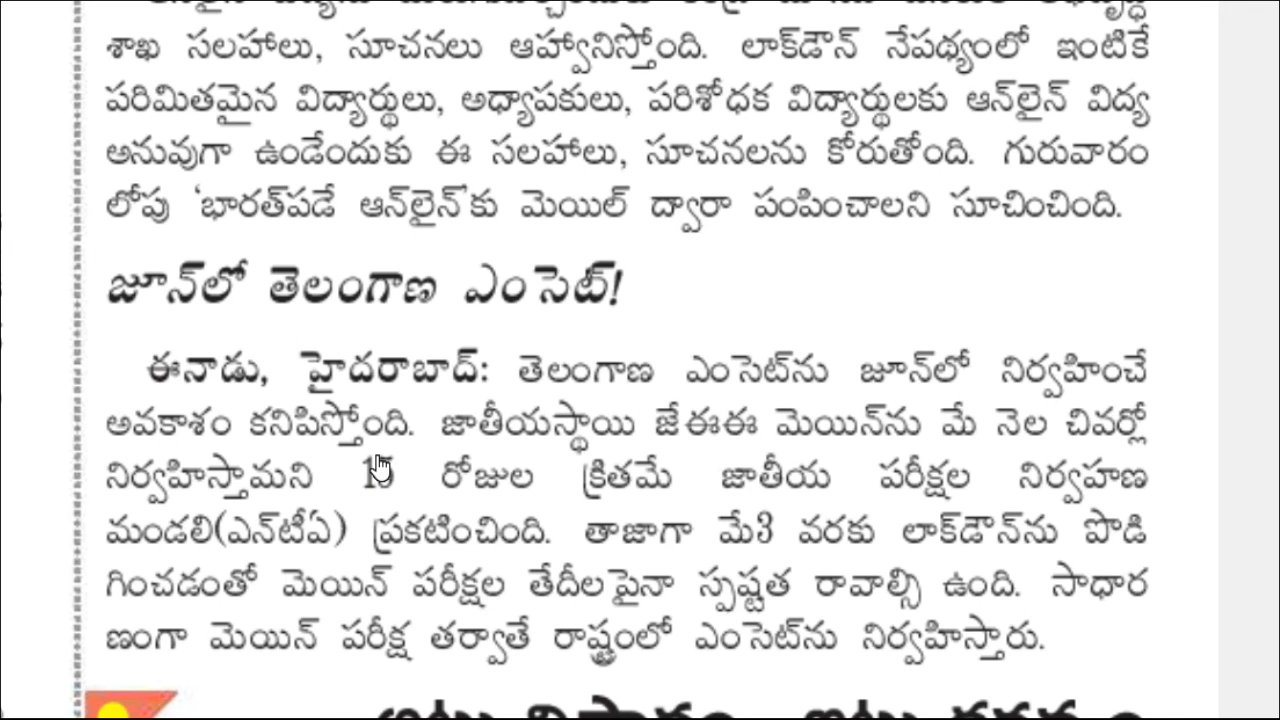 శాఖ సలహాలు, సూచనలు ఆహ్వానిస్తోంది. లాక్‌డౌన్ నేపథ్యంలో ఇంటికే
పరిమితమైన విద్యార్థులు, అధ్యాపకులు, పరిశోధక విద్యార్థులకు ఆన్‌లైన్ విద్య
అనువుగా ఉండేందుకు ఈ సలహాలు, సూచనలను కోరుతోంది. గురువారం
లోపు ‘భారత్‌పడే ఆన్‌లైన్’కు మెయిల్ ద్వారా పంపించాలని సూచించింది.
జూన్‌లో తెలంగాణ ఎంసెట్!
ఈనాడు, హైదరాబాద్: తెలంగాణ ఎంసెట్‌ను జూన్‌లో నిర్వహించే
అవకాశం కనిపిస్తోంది. జాతీయస్థాయి జేఈఈ మెయిన్‌ను మే నెల చివర్లో
నిర్వహిస్తామని 15 రోజుల క్రితమే జాతీయ పరీక్షల నిర్వహణ
మండలి(ఎన్‌టీఏ) ప్రకటించింది. తాజాగా మే3 వరకు లాక్‌డౌన్‌ను పొడి
గించడంతో మెయిన్ పరీక్షల తేదీలపైనా స్పష్టత రావాల్సి ఉంది. సాధార
ణంగా మెయిన్ పరీక్ష తర్వాతే రాష్ట్రంలో ఎంసెట్‌ను నిర్వహిస్తారు.